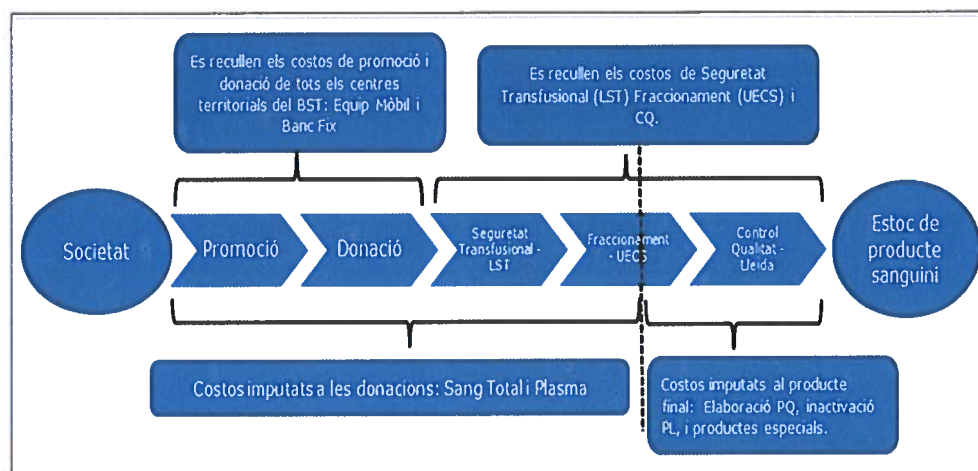 Es recullen els costos de promoció i
donació de tots els centres
territorials del BST: Equip Mòbil i
Banc Fix
Es recullen els costos de Seguretat
Transfusional (LST) Fraccionament (UECS) i
CQ.
Societat
Promoció
Donació
Seguretat
Transfusional -
LST
Fraccionament
- UECS
Control
Qualitat -
Lleida
Estoc de
producte
sanguini
Costos imputats a les donacions: Sang Total i Plasma
Costos imputats al producte
final: Elaboració PQ, inactivació
PL, i productes especials.